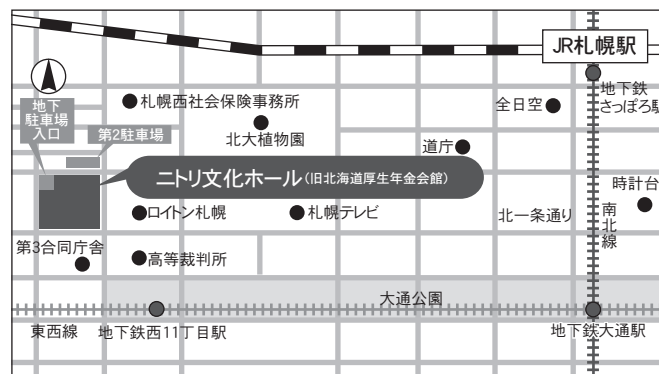 JR札幌駅
地下鉄
さっぽろ駅
地下
駐車場
入口
札幌西社会保険事務所
全日空
北大植物園
第2駐車場
道庁
ニトリ文化ホール(旧北海道厚生年金会館)
時計台
ロイトン札幌
札幌テレビ
北一条通り
南北線
第3合同庁舎
高等裁判所
大通公園
東西線
地下鉄西11丁目駅
地下鉄大通駅